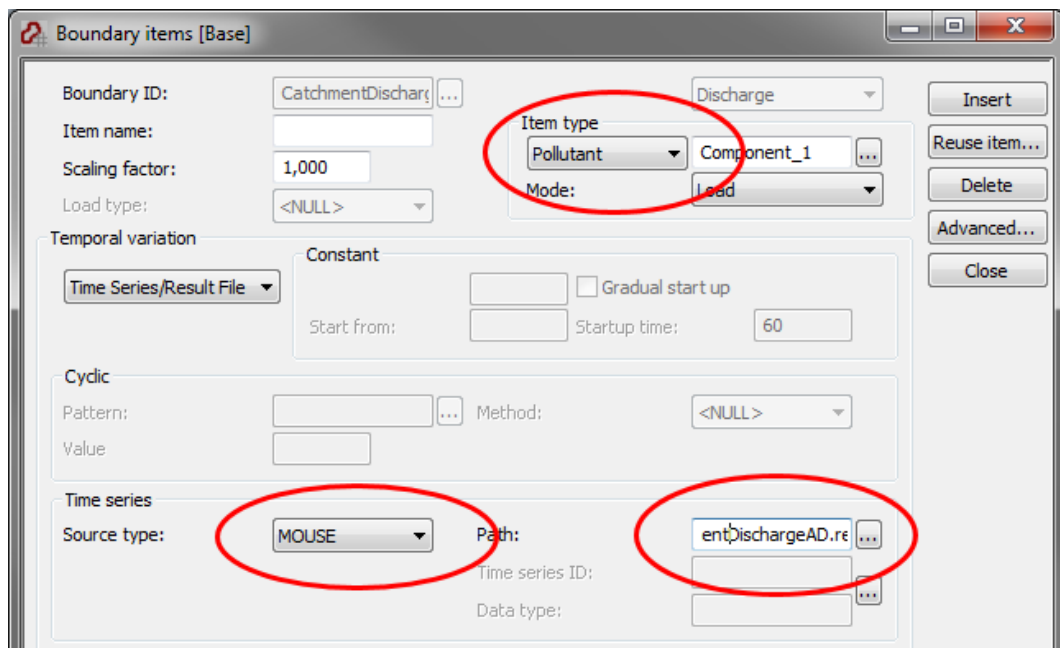 Boundary items [Base]
Boundary ID: CatchmentDischarg ... Discharge
Insert
Item name:
Item type
Reuse item...
Pollutant Component_1 ...
Scaling factor: 1,000
Mode: Load
Delete
Load type: <NULL>
Advanced...
Temporal variation
Constant
Close
Time Series/Result File
Gradual start up
Start from: Startup time: 60
Cyclic
Pattern: ... Method: <NULL>
Value
Time series
Source type: MOUSE Path: entDischargeAD.re ...
Time series ID:
...
Data type: